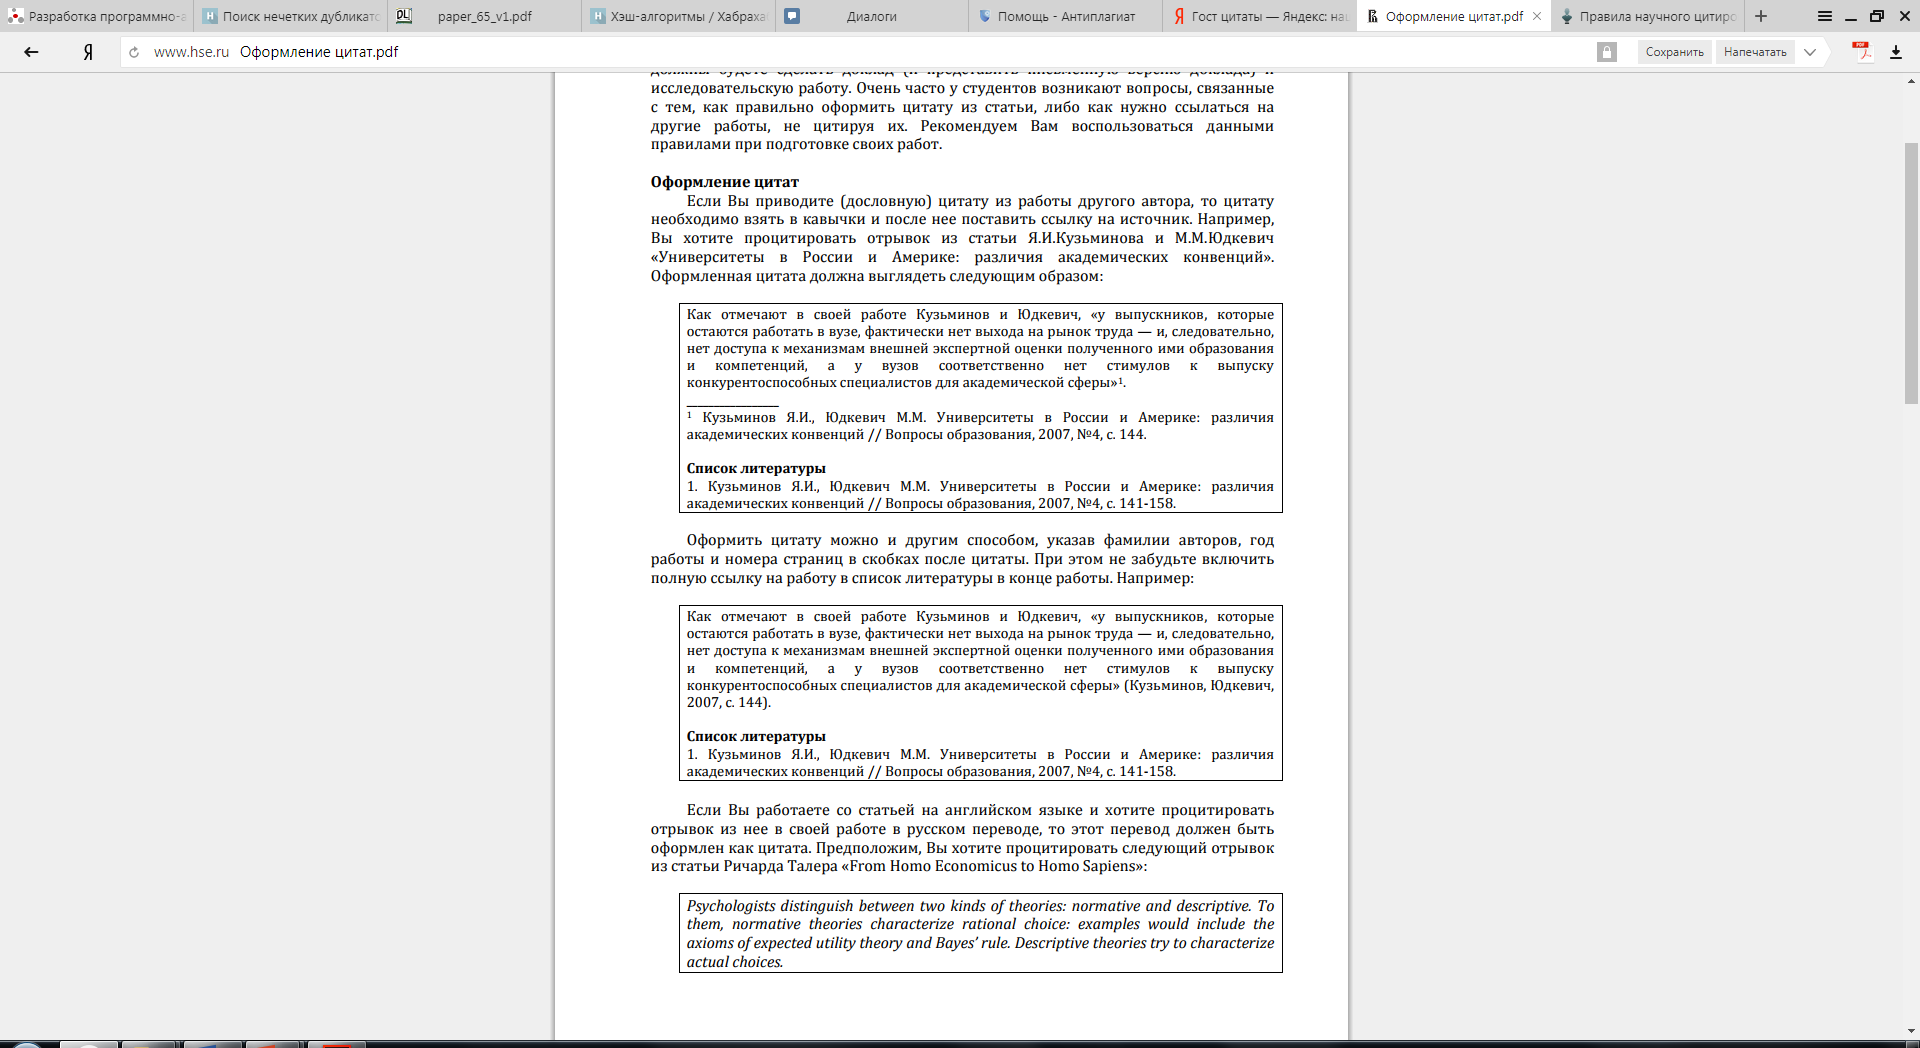 Разработка программно-а
Поиск нечетких дубликато
paper_65_v1.pdf
Хэш-алгоритмы / Хабраха
Диалоги
Помощь - Антиплагиат
Гост цитаты — Яндекс: на
Оформление цитат.pdf
Правила научного цитиро
www.hse.ru Оформление цитат.pdf
Сохранить
Напечатать
должны будете сделать доклад (и представить письменную версию доклада) и
исследовательскую работу. Очень часто у студентов возникают вопросы, связанные
с тем, как правильно оформить цитату из статьи, либо как нужно ссылаться на
другие работы, не цитируя их. Рекомендуем Вам воспользоваться данными
правилами при подготовке своих работ.
Оформление цитат
Если Вы приводите (дословную) цитату из работы другого автора, то цитату
необходимо взять в кавычки и после нее поставить ссылку на источник. Например,
Вы хотите процитировать отрывок из статьи Я.И.Кузьминова и М.М.Юдкевич
«Университеты в России и Америке: различия академических конвенций».
Оформленная цитата должна выглядеть следующим образом:
Как отмечают в своей работе Кузьминов и Юдкевич, «у выпускников, которые
остаются работать в вузе, фактически нет выхода на рынок труда — и, следовательно,
нет доступа к механизмам внешней экспертной оценки полученного ими образования
и компетенций, а у вузов соответственно нет стимулов к выпуску
конкурентоспособных специалистов для академической сферы»¹.
¹ Кузьминов Я.И., Юдкевич М.М. Университеты в России и Америке: различия
академических конвенций // Вопросы образования, 2007, №4, с. 144.
Список литературы
1. Кузьминов Я.И., Юдкевич М.М. Университеты в России и Америке: различия
академических конвенций // Вопросы образования, 2007, №4, с. 141-158.
Оформить цитату можно и другим способом, указав фамилии авторов, год
работы и номера страниц в скобках после цитаты. При этом не забудьте включить
полную ссылку на работу в список литературы в конце работы. Например:
Как отмечают в своей работе Кузьминов и Юдкевич, «у выпускников, которые
остаются работать в вузе, фактически нет выхода на рынок труда — и, следовательно,
нет доступа к механизмам внешней экспертной оценки полученного ими образования
и компетенций, а у вузов соответственно нет стимулов к выпуску
конкурентоспособных специалистов для академической сферы» (Кузьминов, Юдкевич,
2007, с. 144).
Список литературы
1. Кузьминов Я.И., Юдкевич М.М. Университеты в России и Америке: различия
академических конвенций // Вопросы образования, 2007, №4, с. 141-158.
Если Вы работаете со статьей на английском языке и хотите процитировать
отрывок из нее в своей работе в русском переводе, то этот перевод должен быть
оформлен как цитата. Предположим, Вы хотите процитировать следующий отрывок
из статьи Ричарда Талера «From Homo Economicus to Homo Sapiens»:
Psychologists distinguish between two kinds of theories: normative and descriptive. To
them, normative theories characterize rational choice: examples would include the
axioms of expected utility theory and Bayes' rule. Descriptive theories try to characterize
actual choices.